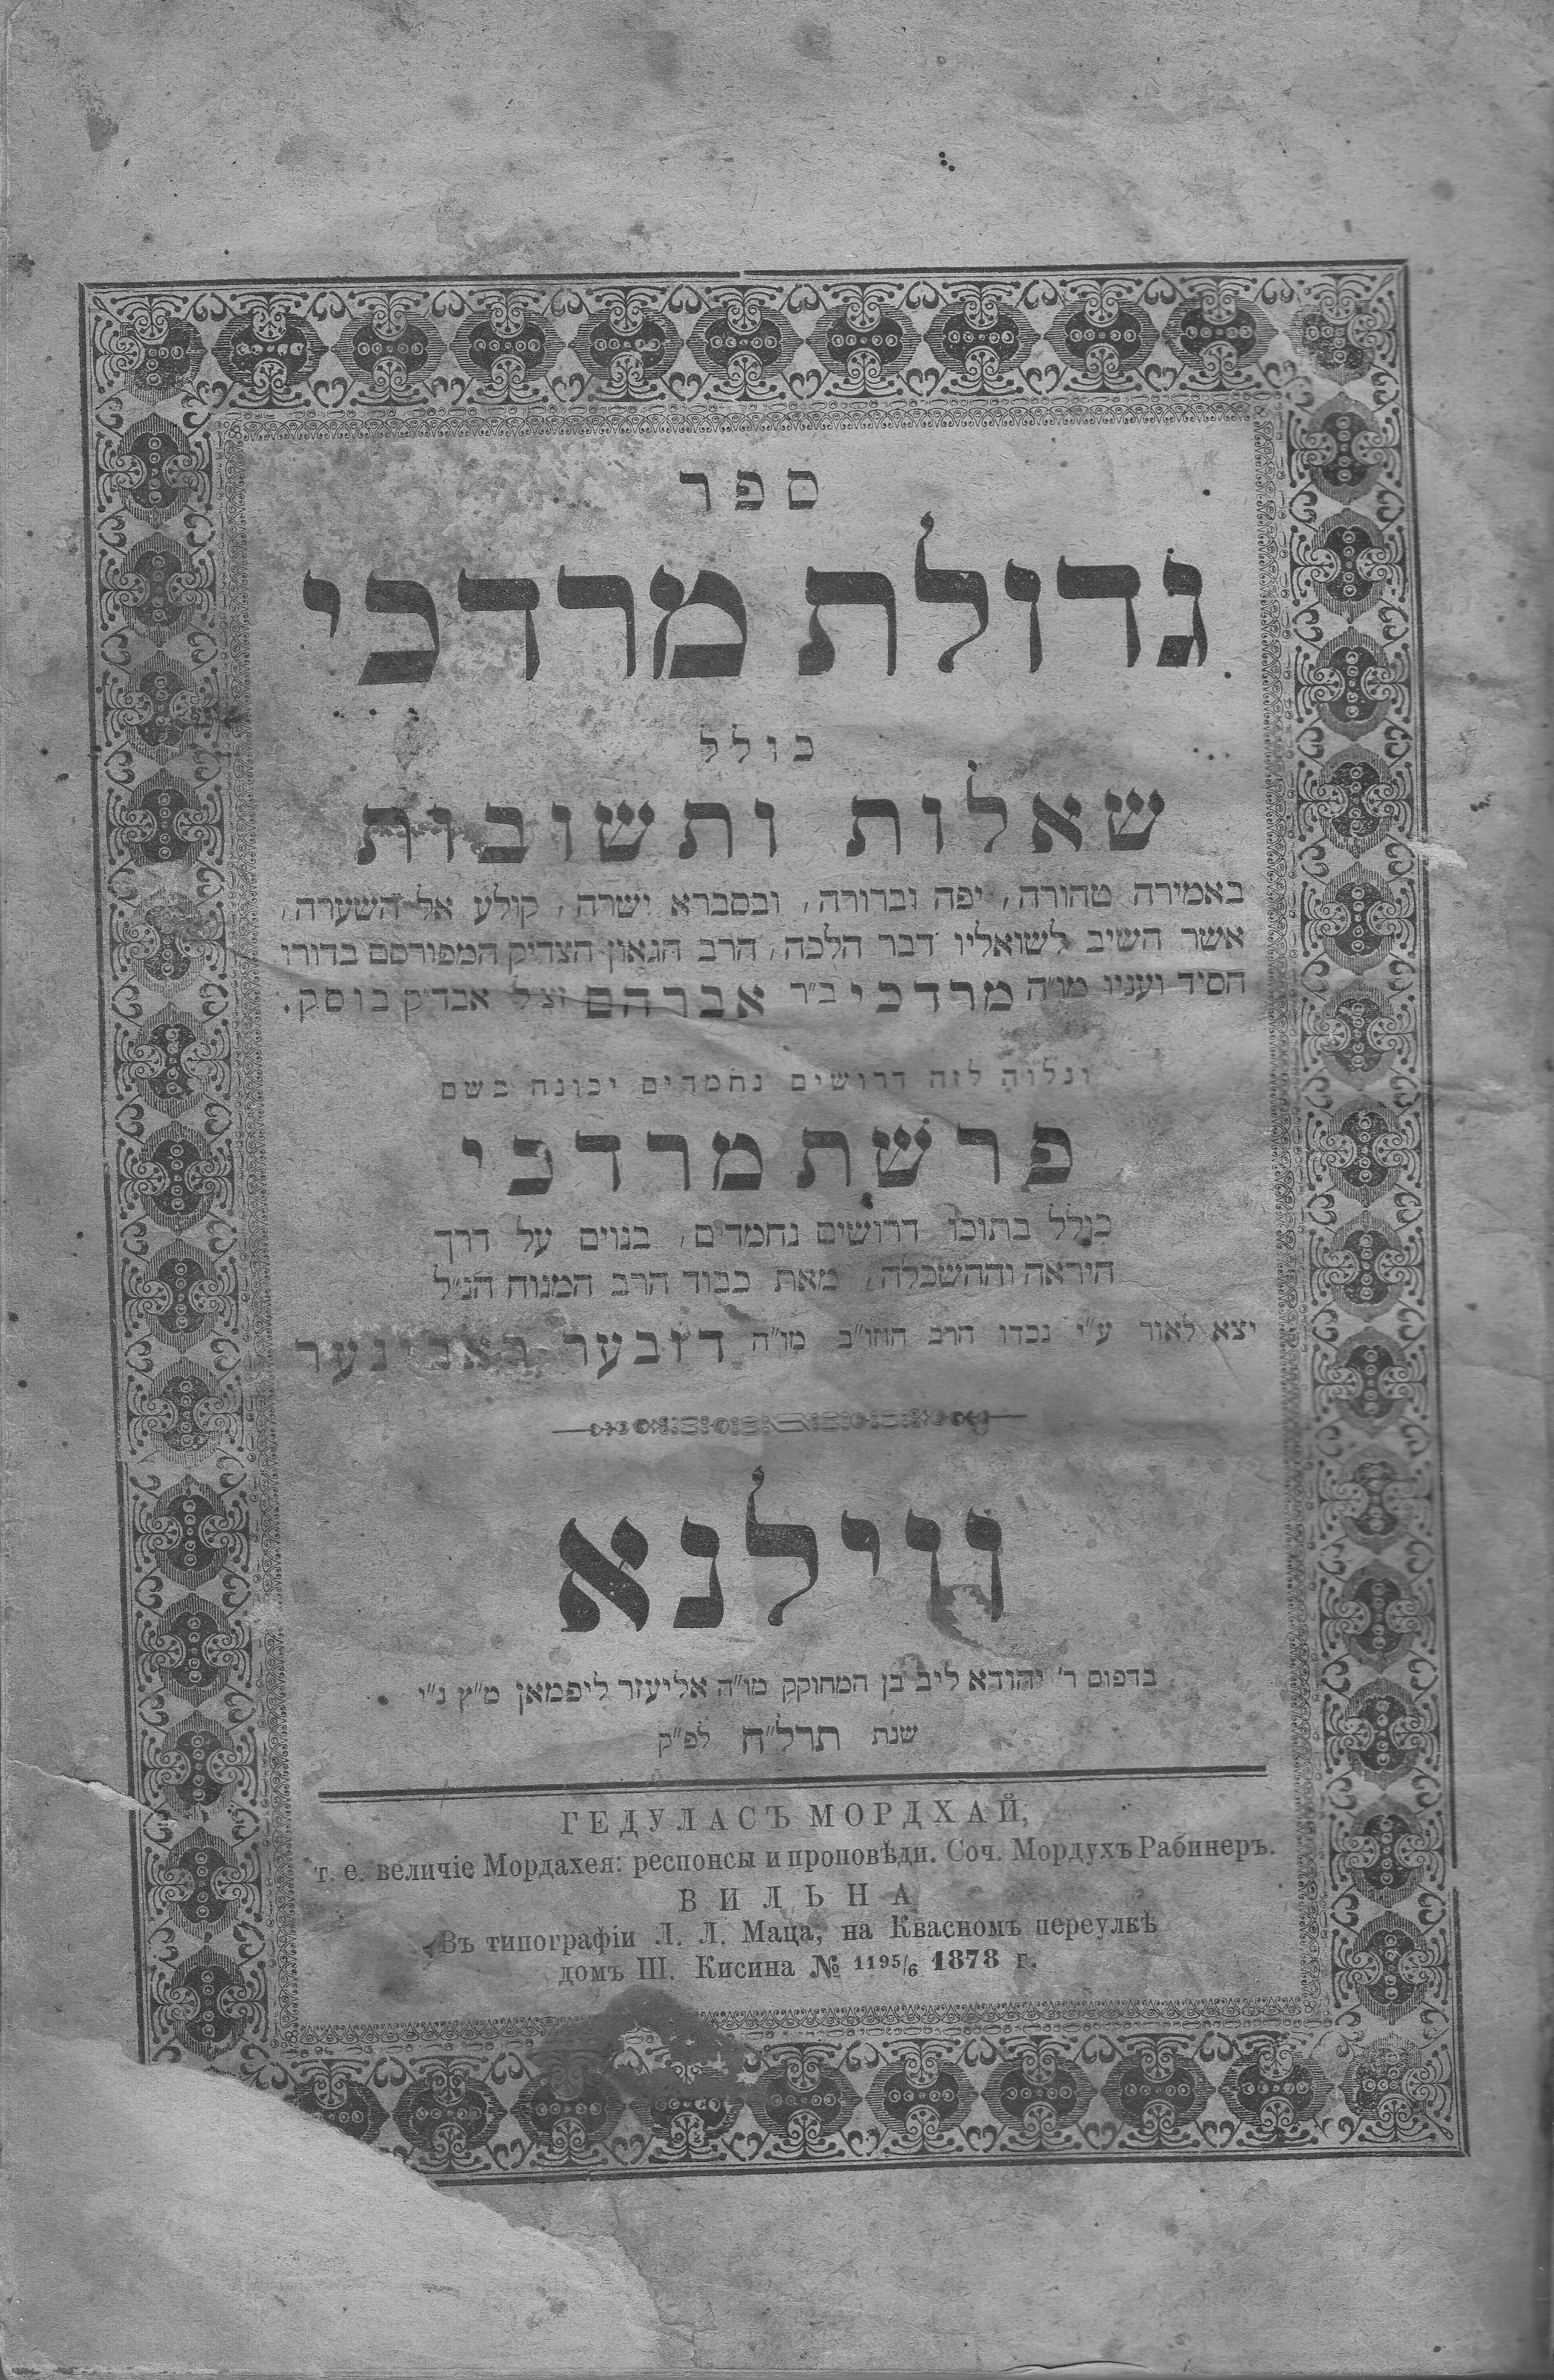 ספר
גדולת מרדכי
כולל
שאלות ותשובות
באמירה טהורה, יפה וברורה, ובסברא ישרה, קולע אל השערה,
אשר השיב לשואליו דבר הלכה, הרב הגאון הצדיק המפורסם בדורו
חסיד ועניו מו״ה מרדכי ב״ר אברהם זצ״ל אבד״ק בוסק.
ונלוה לזה דרושים נחמדים יכונה בשם
פרשת מרדכי
כולל בתוכו דרושים נחמדים, בנוים על דרך
היראה וההשכלה, מאת כבוד הרב המנוח הנ״ל
יצא לאור ע״י נכדו הרב החו״ב מו״ה דובער ראבינער
ווילנא
בדפוס ר׳ יהודא ליב בן המחוקק מו״ה אליעזר ליפמאן מ״ץ נ״י
שנת תרל״ח לפ״ק
ГЕДУЛАСЪ МОРДХАЙ,
т. е. величіе Мордахея: респонсы и проповѣди. Соч. Мордухъ Рабинеръ.
ВИЛЬНА
Въ типографіи Л. Л. Маца, на Квасномъ переулкѣ
домъ Ш. Кисина № 1195/6 1878 г.